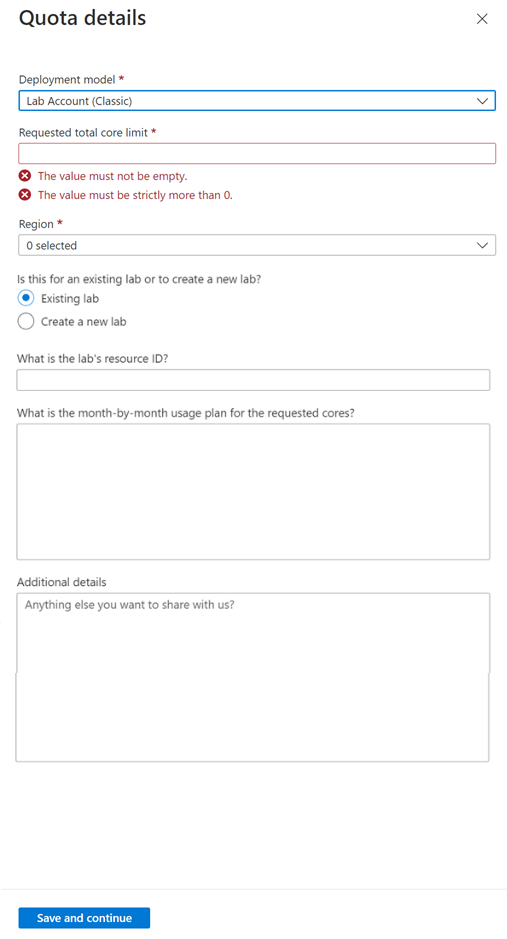 Quota details
Deployment model *
Lab Account (Classic)
Requested total core limit *
The value must not be empty.
The value must be strictly more than 0.
Region *
0 selected
Is this for an existing lab or to create a new lab?
Existing lab
Create a new lab
What is the lab's resource ID?
What is the month-by-month usage plan for the requested cores?
Additional details
Anything else you want to share with us?
Save and continue